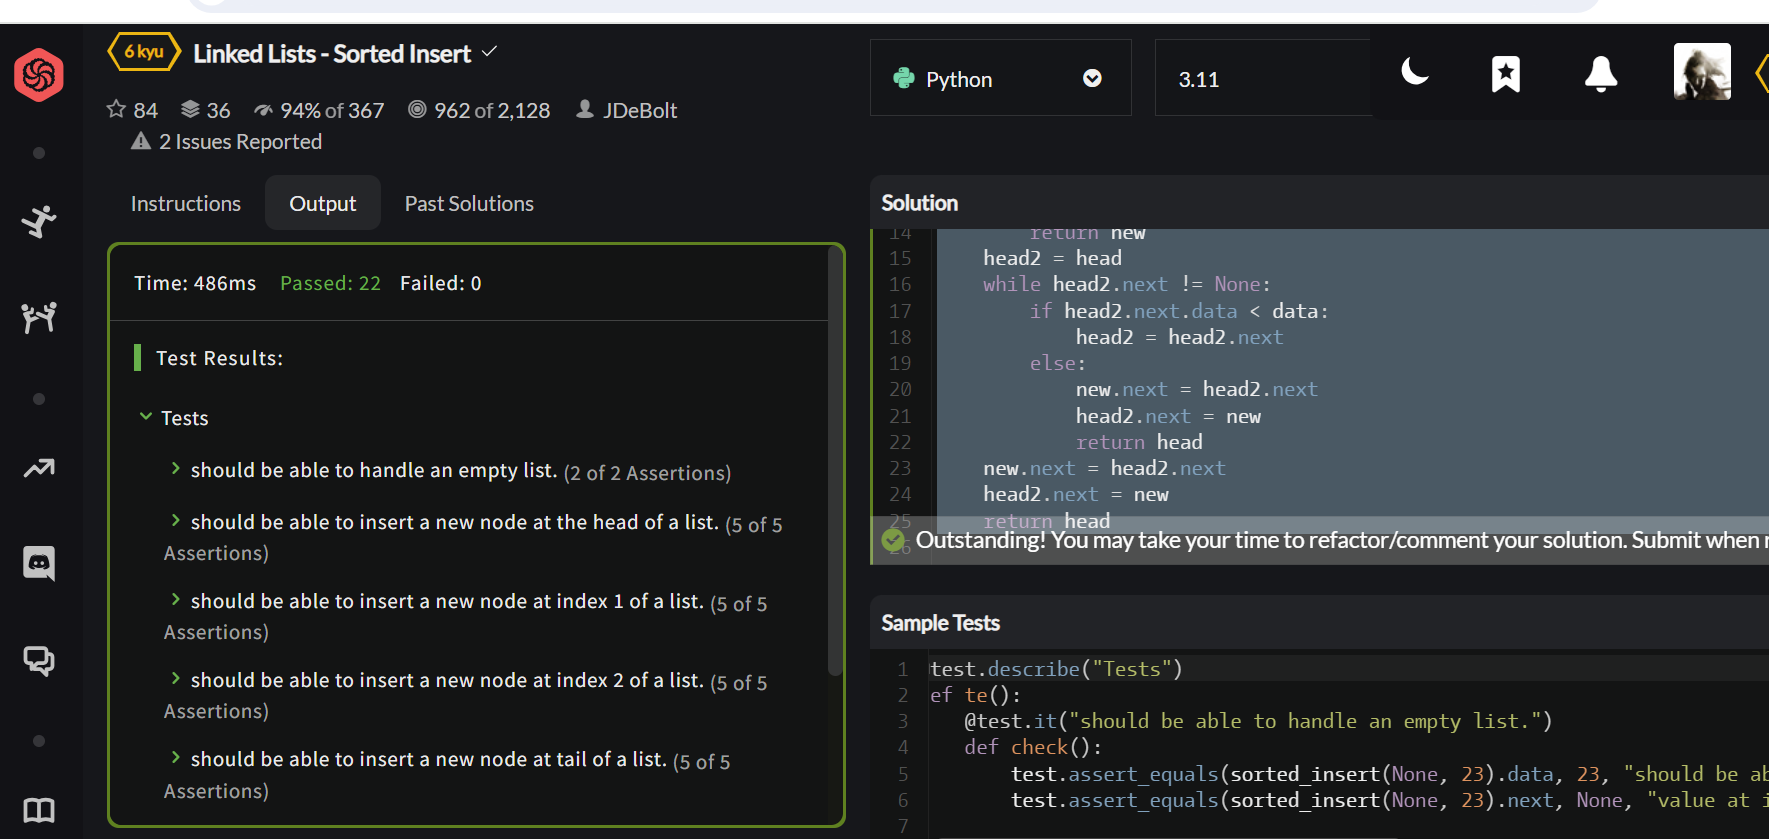 6 kyu Linked Lists - Sorted Insert
84 36 94% of 367 962 of 2,128 JDeBolt
2 Issues Reported
Python
3.11
Instructions Output Past Solutions
Time: 486ms Passed: 22 Failed: 0
Test Results:
Tests
should be able to handle an empty list. (2 of 2 Assertions)
should be able to insert a new node at the head of a list. (5 of 5
Assertions)
should be able to insert a new node at index 1 of a list. (5 of 5
Assertions)
should be able to insert a new node at index 2 of a list. (5 of 5
Assertions)
should be able to insert a new node at tail of a list. (5 of 5
Assertions)
Solution
14 return new
15 head2 = head
16 while head2.next != None:
17 if head2.next.data < data:
18 head2 = head2.next
19 else:
20 new.next = head2.next
21 head2.next = new
22 return head
23 new.next = head2.next
24 head2.next = new
25 return head
26
Outstanding! You may take your time to refactor/comment your solution. Submit when
Sample Tests
1 test.describe("Tests")
2 ef te():
3 @test.it("should be able to handle an empty list.")
4 def check():
5 test.assert_equals(sorted_insert(None, 23).data, 23, "should be
6 test.assert_equals(sorted_insert(None, 23).next, None, "value at
7